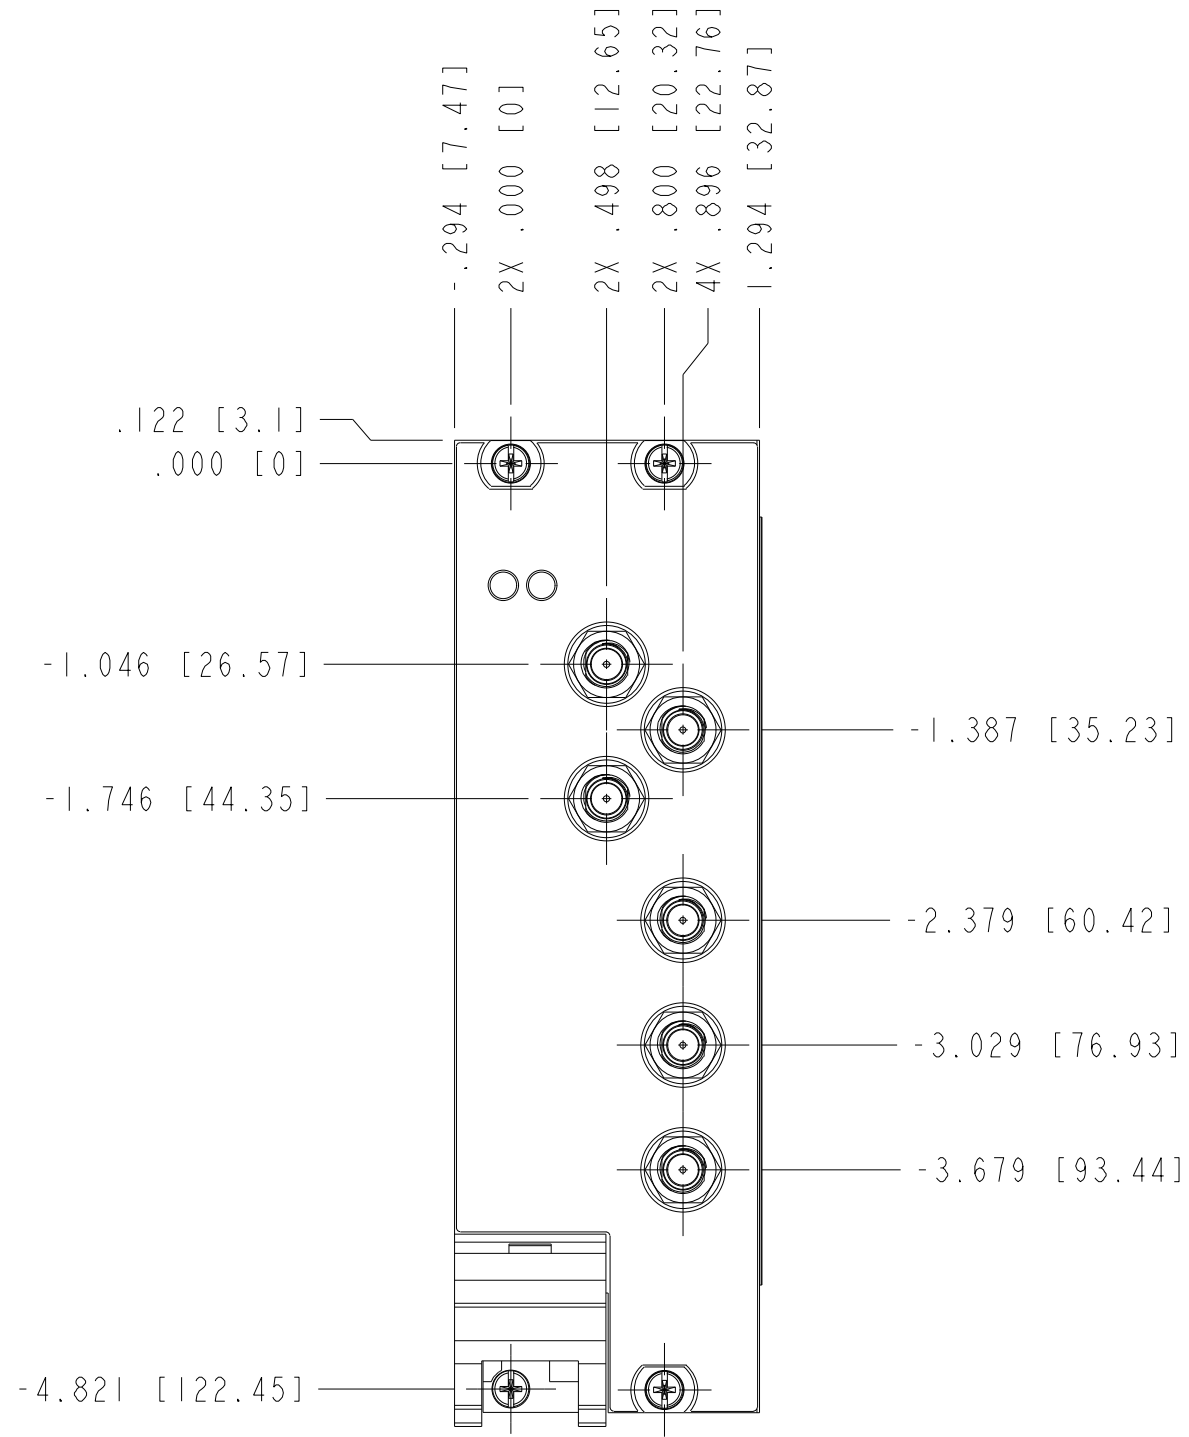 -.294 [7.47]
2X .000 [0]
2X .498 [12.65]
2X .800 [20.32]
4X .896 [22.76]
1.294 [32.87]
.122 [3.1]
.000 [0]
-1.046 [26.57]
-1.387 [35.23]
-1.746 [44.35]
-2.379 [60.42]
-3.029 [76.93]
-3.679 [93.44]
-4.821 [122.45]